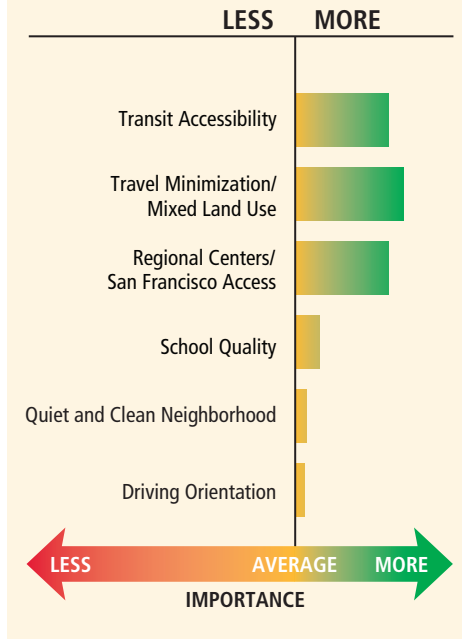 LESS MORE
Transit Accessibility
Travel Minimization/
Mixed Land Use
Regional Centers/
San Francisco Access
School Quality
Quiet and Clean Neighborhood
Driving Orientation
LESS AVERAGE MORE
IMPORTANCE